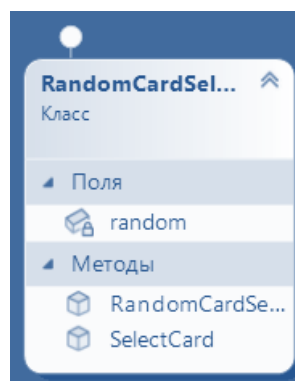 RandomCardSel...
Класс
Поля
random
Методы
RandomCardSe...
SelectCard